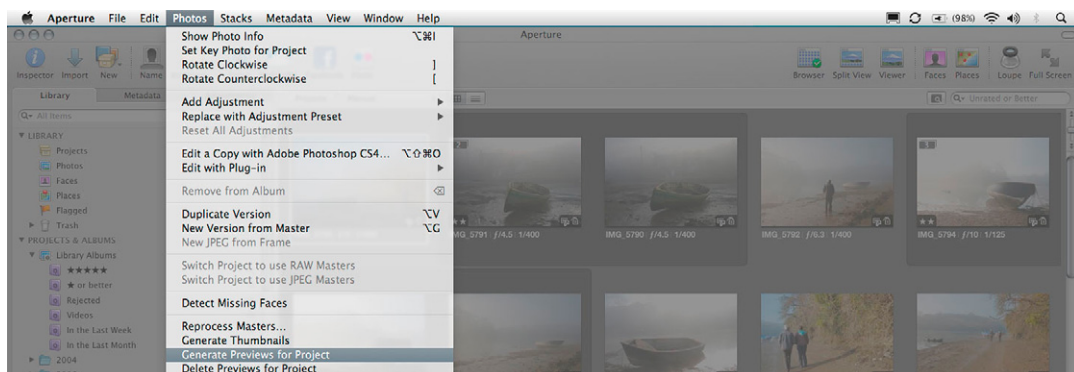 Aperture File Edit Photos Stacks Metadata View Window Help (98%)
Aperture
Inspector Import New Name
Browser Split View Viewer Faces Places Loupe Full Screen
Library Metadata
All Items
Unrated or Better
LIBRARY
Projects
Photos
Faces
Places
Flagged
Trash
PROJECTS & ALBUMS
Library Albums
★★★★★
★ or better
Rejected
Videos
In the Last Week
In the Last Month
2004
Show Photo Info ⌥⌘I
Set Key Photo for Project
Rotate Clockwise ]
Rotate Counterclockwise [
Add Adjustment
Replace with Adjustment Preset
Reset All Adjustments
Edit a Copy with Adobe Photoshop CS4... ⌥⇧⌘O
Edit with Plug-in
Remove from Album
Duplicate Version ⌥V
New Version from Master ⌥G
New JPEG from Frame
Switch Project to use RAW Masters
Switch Project to use JPEG Masters
Detect Missing Faces
Reprocess Masters...
Generate Thumbnails
Generate Previews for Project
Delete Previews for Project
IMG_5791 f/4.5 1/400
IMG_5790 f/4.5 1/400
IMG_5792 f/6.3 1/400
IMG_5794 f/10 1/125